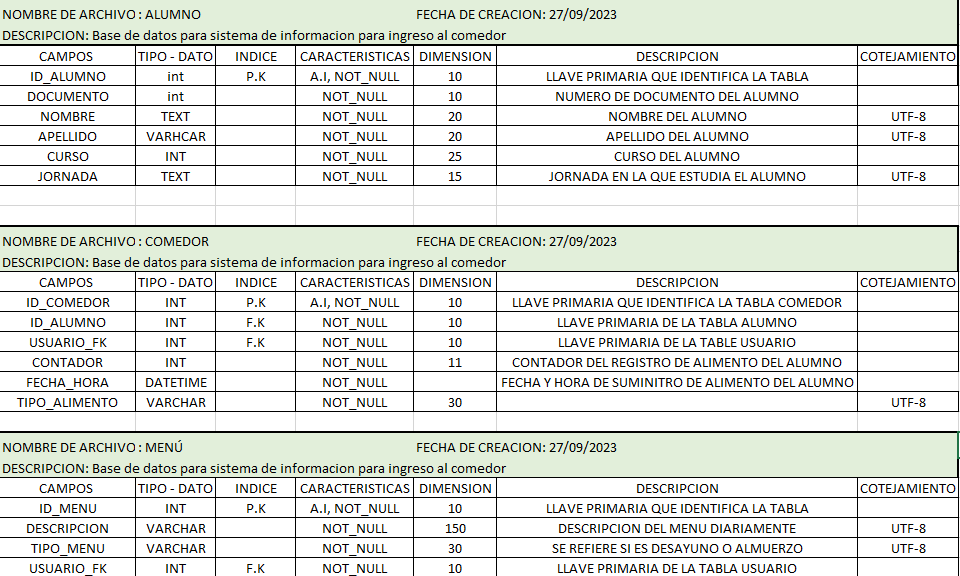 NOMBRE DE ARCHIVO : ALUMNO FECHA DE CREACION: 27/09/2023
DESCRIPCION: Base de datos para sistema de informacion para ingreso al comedor
CAMPOS TIPO - DATO INDICE CARACTERISTICAS DIMENSION DESCRIPCION COTEJAMIENTO
ID_ALUMNO int P.K A.I, NOT_NULL 10 LLAVE PRIMARIA QUE IDENTIFICA LA TABLA
DOCUMENTO int NOT_NULL 10 NUMERO DE DOCUMENTO DEL ALUMNO
NOMBRE TEXT NOT_NULL 20 NOMBRE DEL ALUMNO UTF-8
APELLIDO VARHCAR NOT_NULL 20 APELLIDO DEL ALUMNO UTF-8
CURSO INT NOT_NULL 25 CURSO DEL ALUMNO
JORNADA TEXT NOT_NULL 15 JORNADA EN LA QUE ESTUDIA EL ALUMNO UTF-8
NOMBRE DE ARCHIVO : COMEDOR FECHA DE CREACION: 27/09/2023
DESCRIPCION: Base de datos para sistema de informacion para ingreso al comedor
CAMPOS TIPO - DATO INDICE CARACTERISTICAS DIMENSION DESCRIPCION COTEJAMIENTO
ID_COMEDOR INT P.K A.I, NOT_NULL 10 LLAVE PRIMARIA QUE IDENTIFICA LA TABLA COMEDOR
ID_ALUMNO INT F.K NOT_NULL 10 LLAVE PRIMARIA DE LA TABLA ALUMNO
USUARIO_FK INT F.K NOT_NULL 10 LLAVE PRIMARIA DE LA TABLE USUARIO
CONTADOR INT NOT_NULL 11 CONTADOR DEL REGISTRO DE ALIMENTO DEL ALUMNO
FECHA_HORA DATETIME NOT_NULL FECHA Y HORA DE SUMINITRO DE ALIMENTO DEL ALUMNO
TIPO_ALIMENTO VARCHAR NOT_NULL 30 UTF-8
NOMBRE DE ARCHIVO : MENÚ FECHA DE CREACION: 27/09/2023
DESCRIPCION: Base de datos para sistema de informacion para ingreso al comedor
CAMPOS TIPO - DATO INDICE CARACTERISTICAS DIMENSION DESCRIPCION COTEJAMIENTO
ID_MENU INT P.K A.I, NOT_NULL 10 LLAVE PRIMARIA QUE IDENTIFICA LA TABLA
DESCRIPCION VARCHAR NOT_NULL 150 DESCRIPCION DEL MENU DIARIAMENTE UTF-8
TIPO_MENU VARCHAR NOT_NULL 30 SE REFIERE SI ES DESAYUNO O ALMUERZO UTF-8
USUARIO_FK INT F.K NOT_NULL 10 LLAVE PRIMARIA DE LA TABLA USUARIO